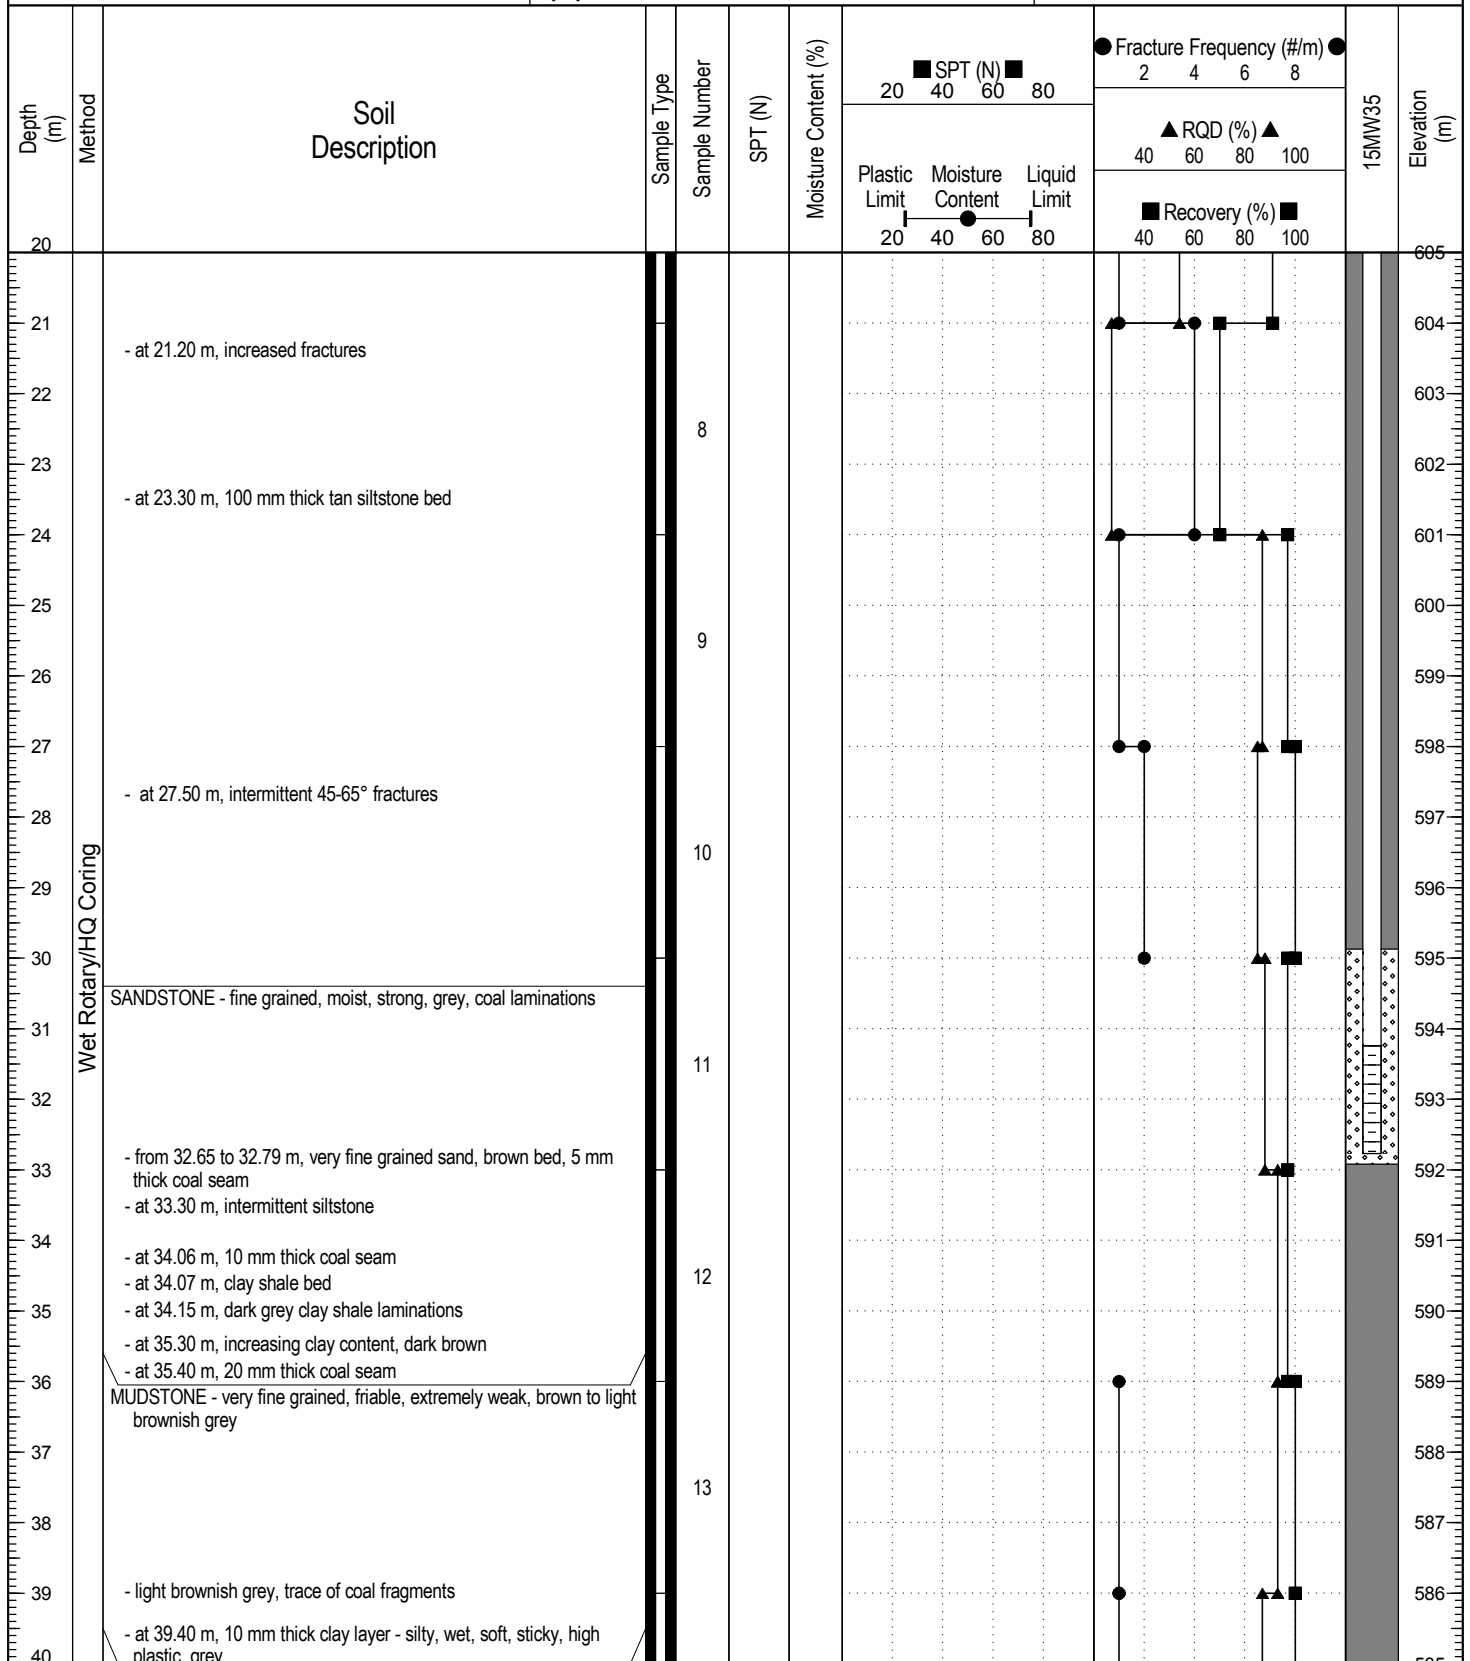 Depth
(m)
Method
Soil
Description
Sample Type
Sample Number
SPT (N)
Moisture Content (%)
■ SPT (N) ■
20 40 60 80
Plastic Limit
Moisture Content
Liquid Limit
20 40 60 80
● Fracture Frequency (#/m) ●
2 4 6 8
▲ RQD (%) ▲
40 60 80 100
■ Recovery (%) ■
40 60 80 100
15MW35
Elevation
(m)
20
605
21
604
- at 21.20 m, increased fractures
22
603
8
23
602
- at 23.30 m, 100 mm thick tan siltstone bed
24
601
25
600
9
26
599
27
598
- at 27.50 m, intermittent 45-65° fractures
28
597
10
Wet Rotary/HQ Coring
29
596
30
595
SANDSTONE - fine grained, moist, strong, grey, coal laminations
31
594
11
32
593
- from 32.65 to 32.79 m, very fine grained sand, brown bed, 5 mm
thick coal seam
33
592
- at 33.30 m, intermittent siltstone
34
591
- at 34.06 m, 10 mm thick coal seam
12
- at 34.07 m, clay shale bed
35
590
- at 34.15 m, dark grey clay shale laminations
- at 35.30 m, increasing clay content, dark brown
- at 35.40 m, 20 mm thick coal seam
36
589
MUDSTONE - very fine grained, friable, extremely weak, brown to light
brownish grey
37
588
13
38
587
- light brownish grey, trace of coal fragments
39
586
- at 39.40 m, 10 mm thick clay layer - silty, wet, soft, sticky, high
plastic, grey
40